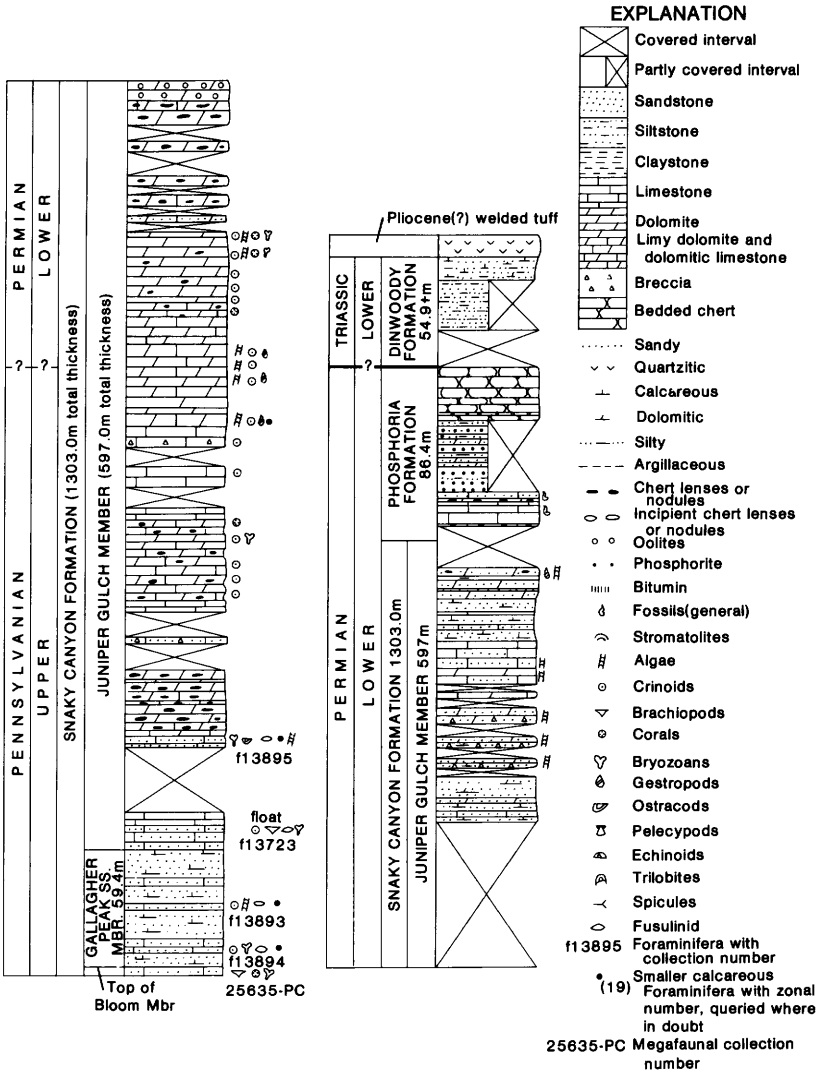 PERMIAN
LOWER
?
?
PENNSYLVANIAN
UPPER
SNAKY CANYON FORMATION (1303.0m total thickness)
JUNIPER GULCH MEMBER (597.0m total thickness)
GALLAGHER
PEAK SS.
MBR. 59.4m
f13895
float
f13723
f13893
f13894
25635-PC
Top of
Bloom Mbr
Pliocene(?) welded tuff
TRIASSIC
LOWER
DINWOODY
FORMATION
54.9+m
?
PHOSPHORIA
FORMATION
86.4m
PERMIAN
LOWER
SNAKY CANYON FORMATION 1303.0m
JUNIPER GULCH MEMBER 597m
EXPLANATION
Covered interval
Partly covered interval
Sandstone
Siltstone
Claystone
Limestone
Dolomite
Limy dolomite and
dolomitic limestone
Breccia
Bedded chert
Sandy
Quartzitic
Calcareous
Dolomitic
Silty
Argillaceous
Chert lenses or
nodules
Incipient chert lenses
or nodules
Oolites
Phosphorite
Bitumin
Fossils(general)
Stromatolites
Algae
Crinoids
Brachiopods
Corals
Bryozoans
Gestropods
Ostracods
Pelecypods
Echinoids
Trilobites
Spicules
Fusulinid
f13895 Foraminifera with
collection number
Smaller calcareous
(19) Foraminifera with zonal
number, queried where
in doubt
25635-PC Megafaunal collection
number